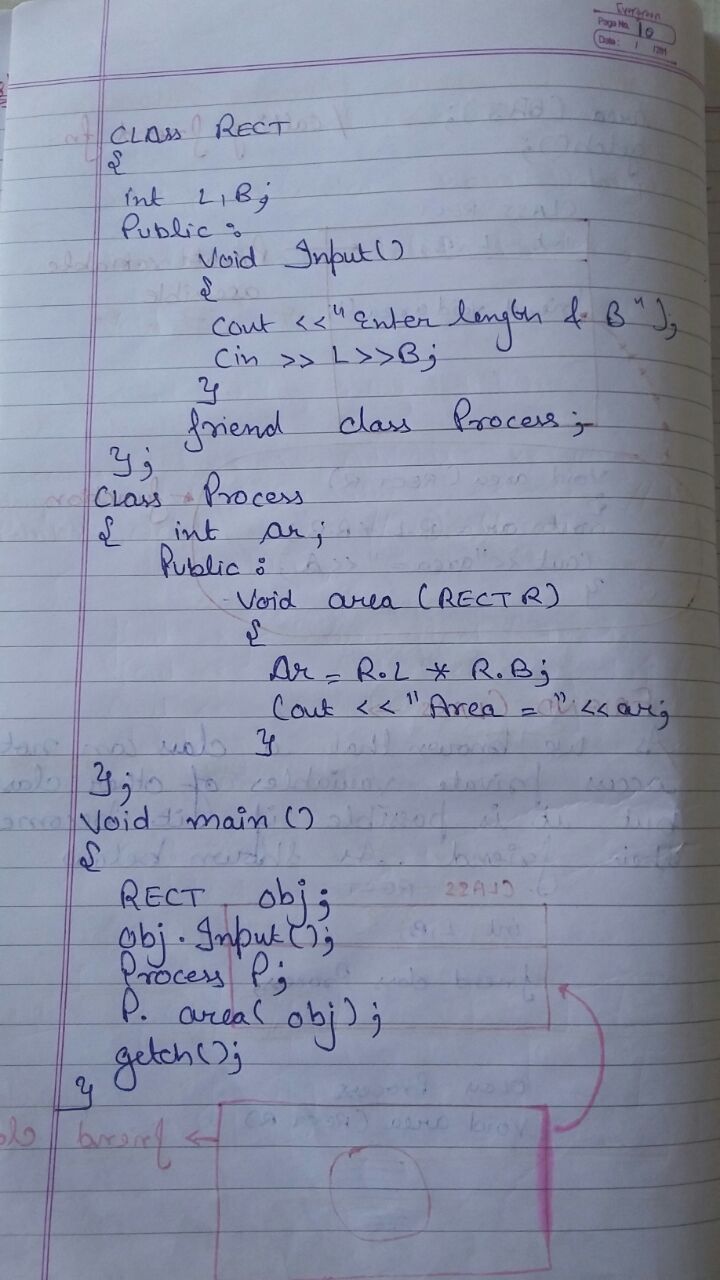 Evergreen
Page No. 10
Date: / /201
CLASS RECT
{
int L, B;
Public :
Void Input()
{
Cout <<"Enter length & B");
Cin >> L>>B;
}
friend class Process;
};
Class Process
{ int ar;
Public :
Void area (RECT R)
{
Ar = R.L * R.B;
Cout <<"Area = "<<ar;
}
};
Void main ()
{
RECT obj;
obj.Input();
Process P;
P. area( obj );
getch();
}